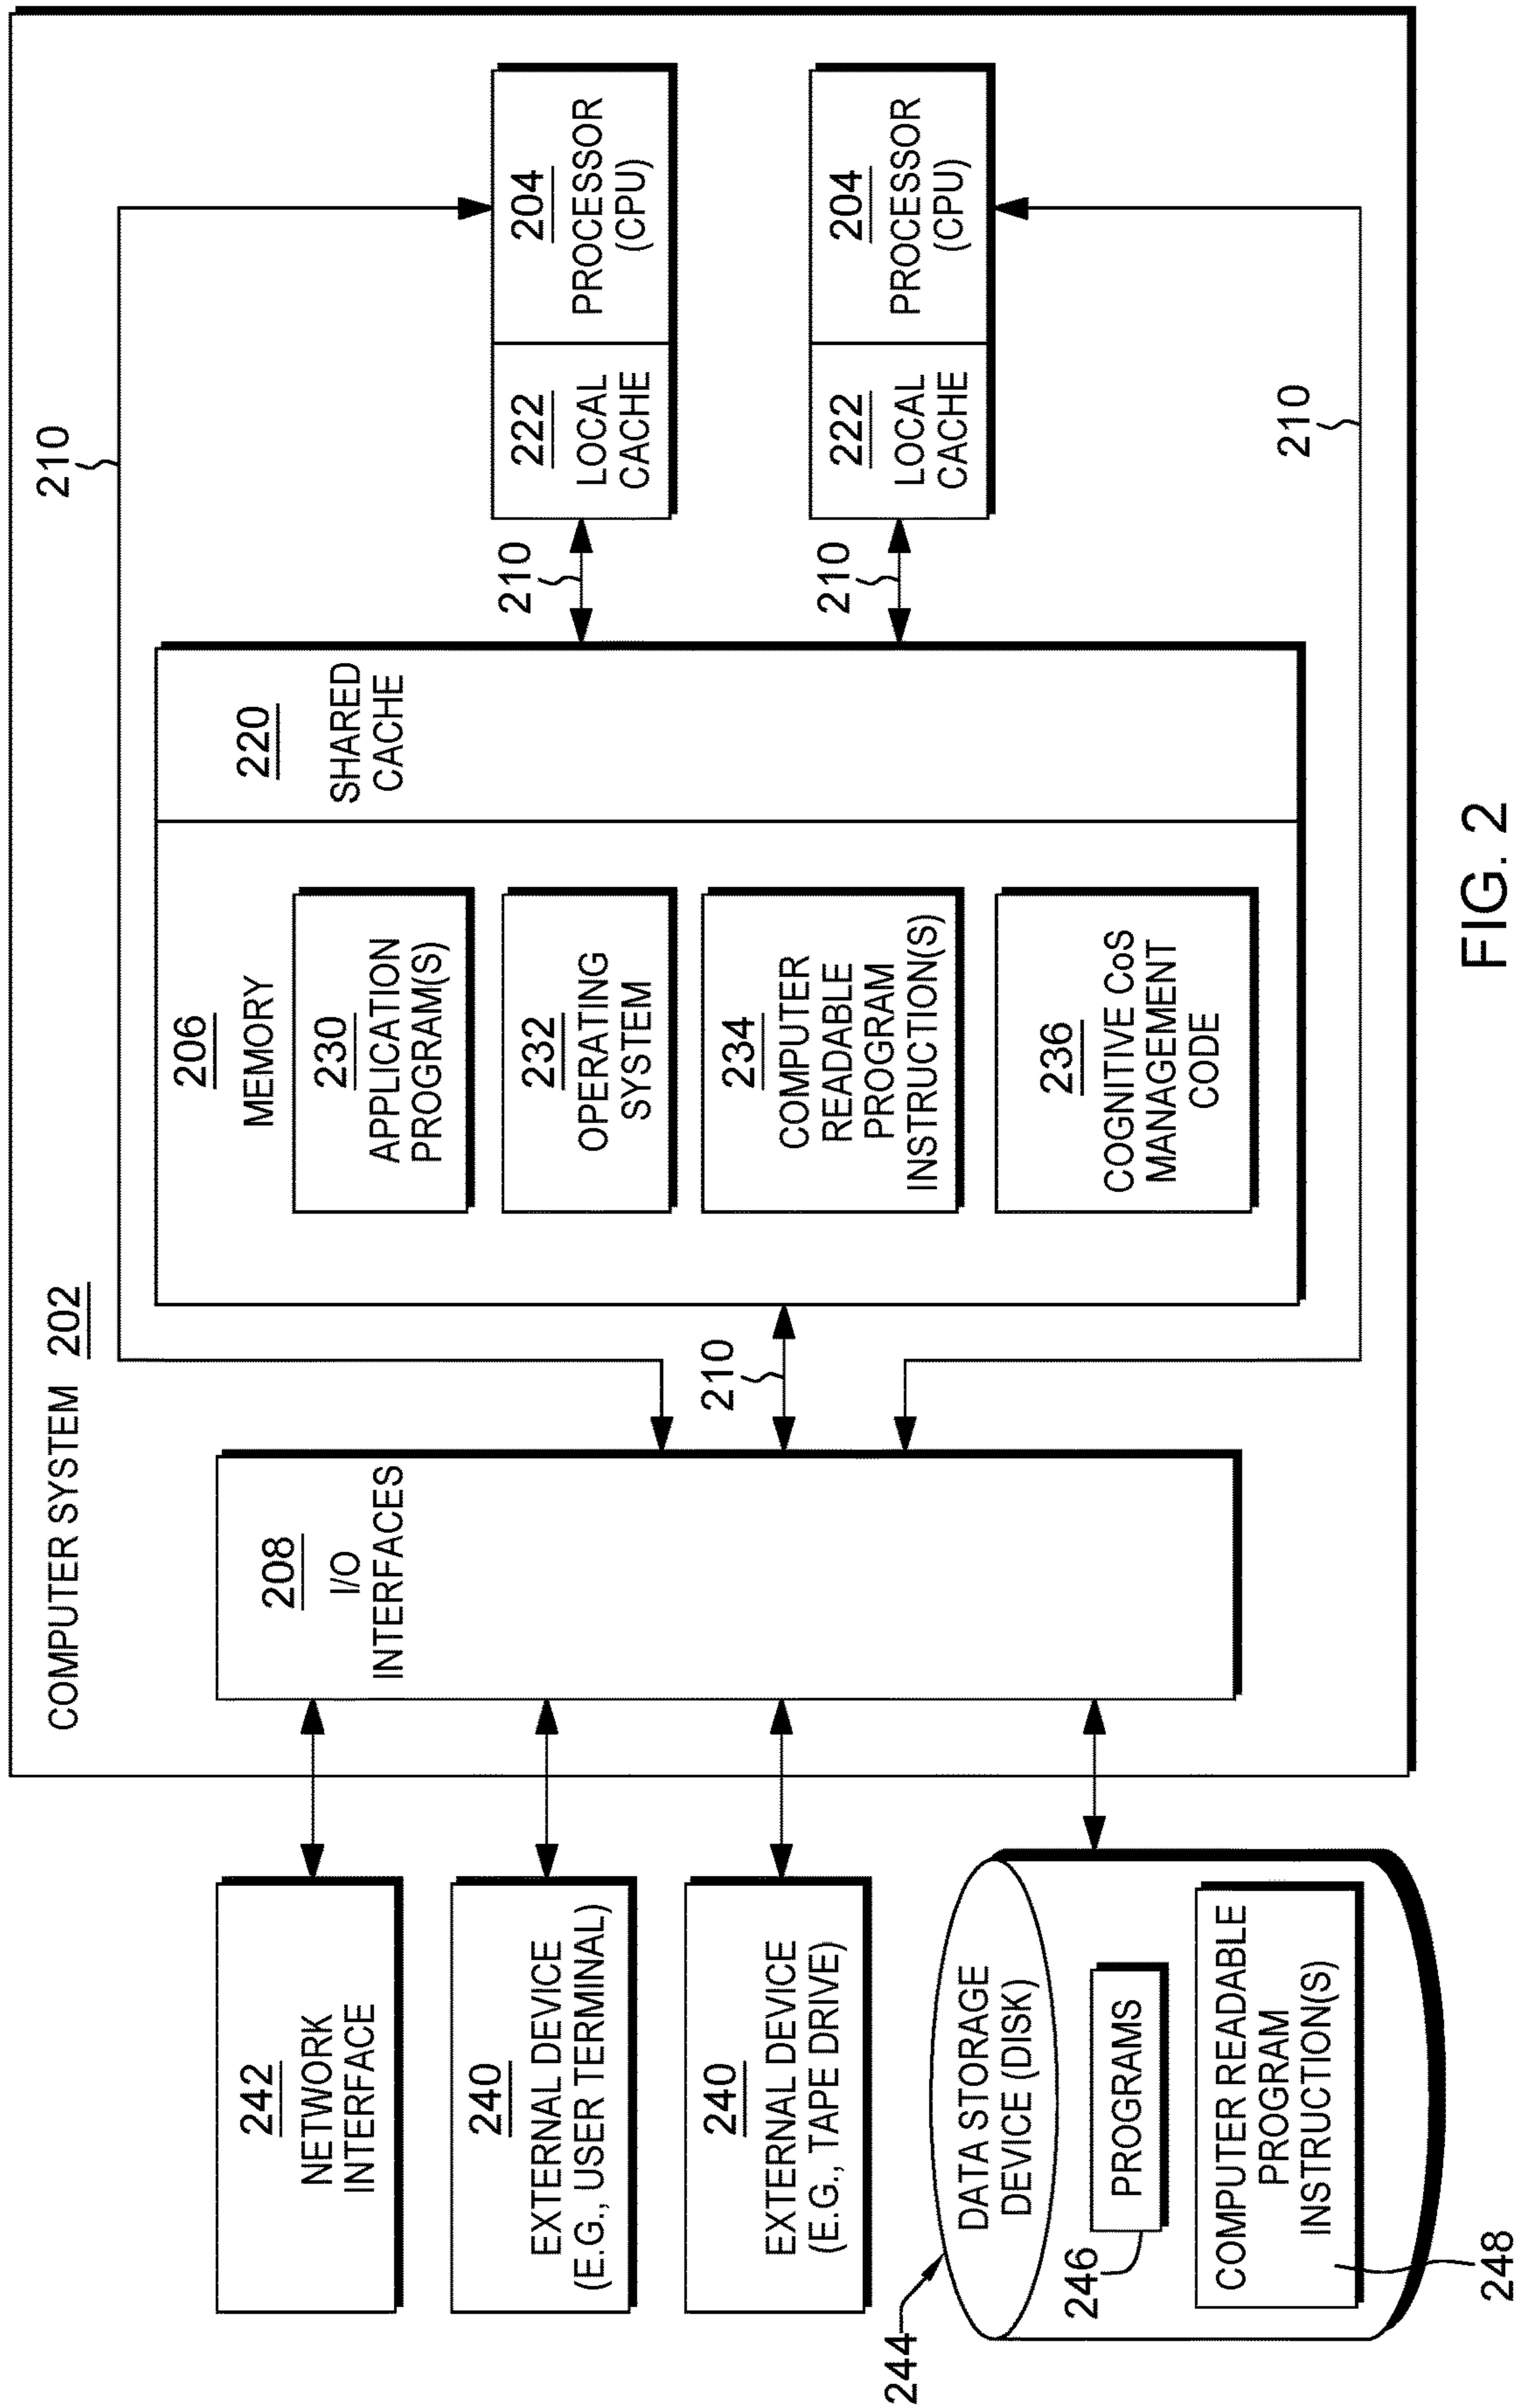 COMPUTER SYSTEM 202
210
242
NETWORK
INTERFACE
240
EXTERNAL DEVICE
(E.G., USER TERMINAL)
240
EXTERNAL DEVICE
(E.G., TAPE DRIVE)
244
DATA STORAGE
DEVICE (DISK)
246
PROGRAMS
COMPUTER READABLE
PROGRAM
INSTRUCTION(S)
248
208
I/O
INTERFACES
210
206
MEMORY
230
APPLICATION
PROGRAM(S)
232
OPERATING
SYSTEM
234
COMPUTER
READABLE
PROGRAM
INSTRUCTION(S)
236
COGNITIVE CoS
MANAGEMENT
CODE
220
SHARED
CACHE
210
210
222
LOCAL
CACHE
204
PROCESSOR
(CPU)
222
LOCAL
CACHE
204
PROCESSOR
(CPU)
210
FIG. 2